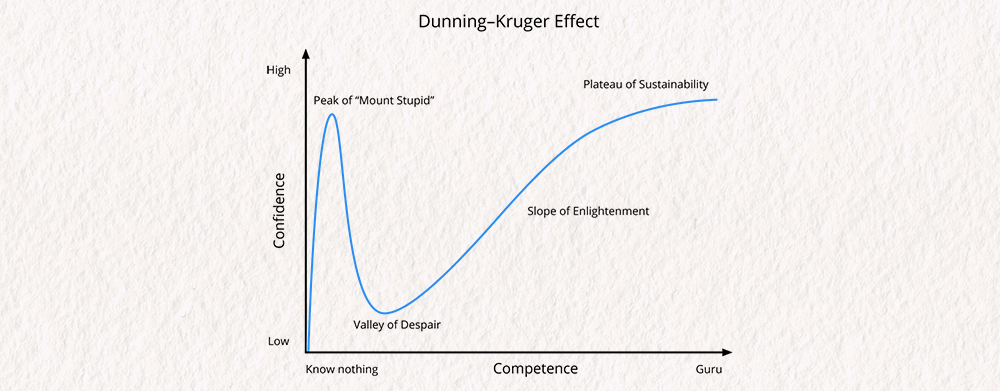 Dunning–Kruger Effect
High
Peak of “Mount Stupid”
Plateau of Sustainability
Confidence
Slope of Enlightenment
Valley of Despair
Low
Know nothing
Competence
Guru